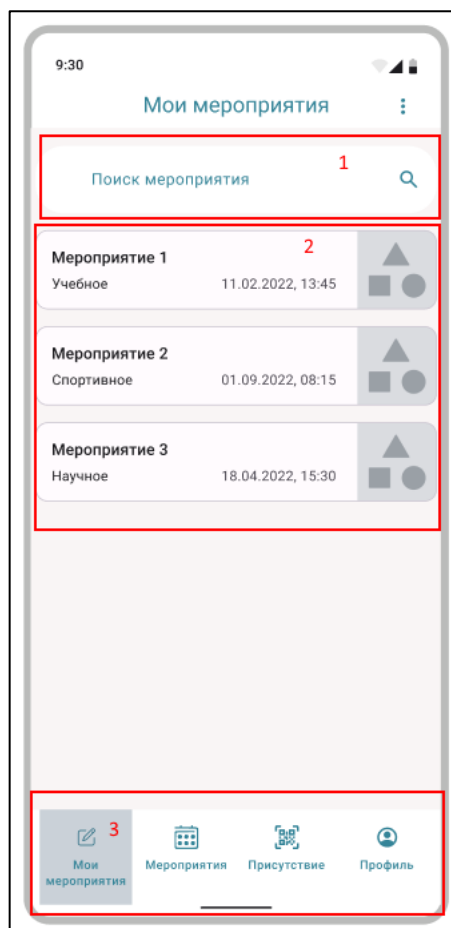 9:30
Мои мероприятия
Поиск мероприятия
1
2
Мероприятие 1
Учебное 11.02.2022, 13:45
Мероприятие 2
Спортивное 01.09.2022, 08:15
Мероприятие 3
Научное 18.04.2022, 15:30
3
Мои мероприятия
Мероприятия
Присутствие
Профиль